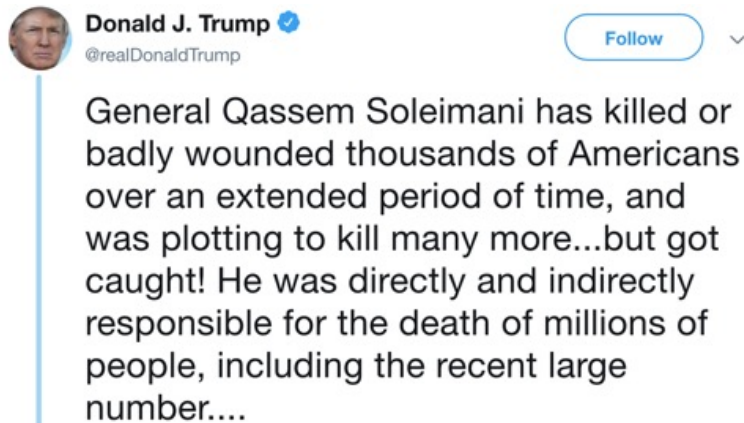 Donald J. Trump
@realDonaldTrump
Follow
General Qassem Soleimani has killed or
badly wounded thousands of Americans
over an extended period of time, and
was plotting to kill many more...but got
caught! He was directly and indirectly
responsible for the death of millions of
people, including the recent large
number....